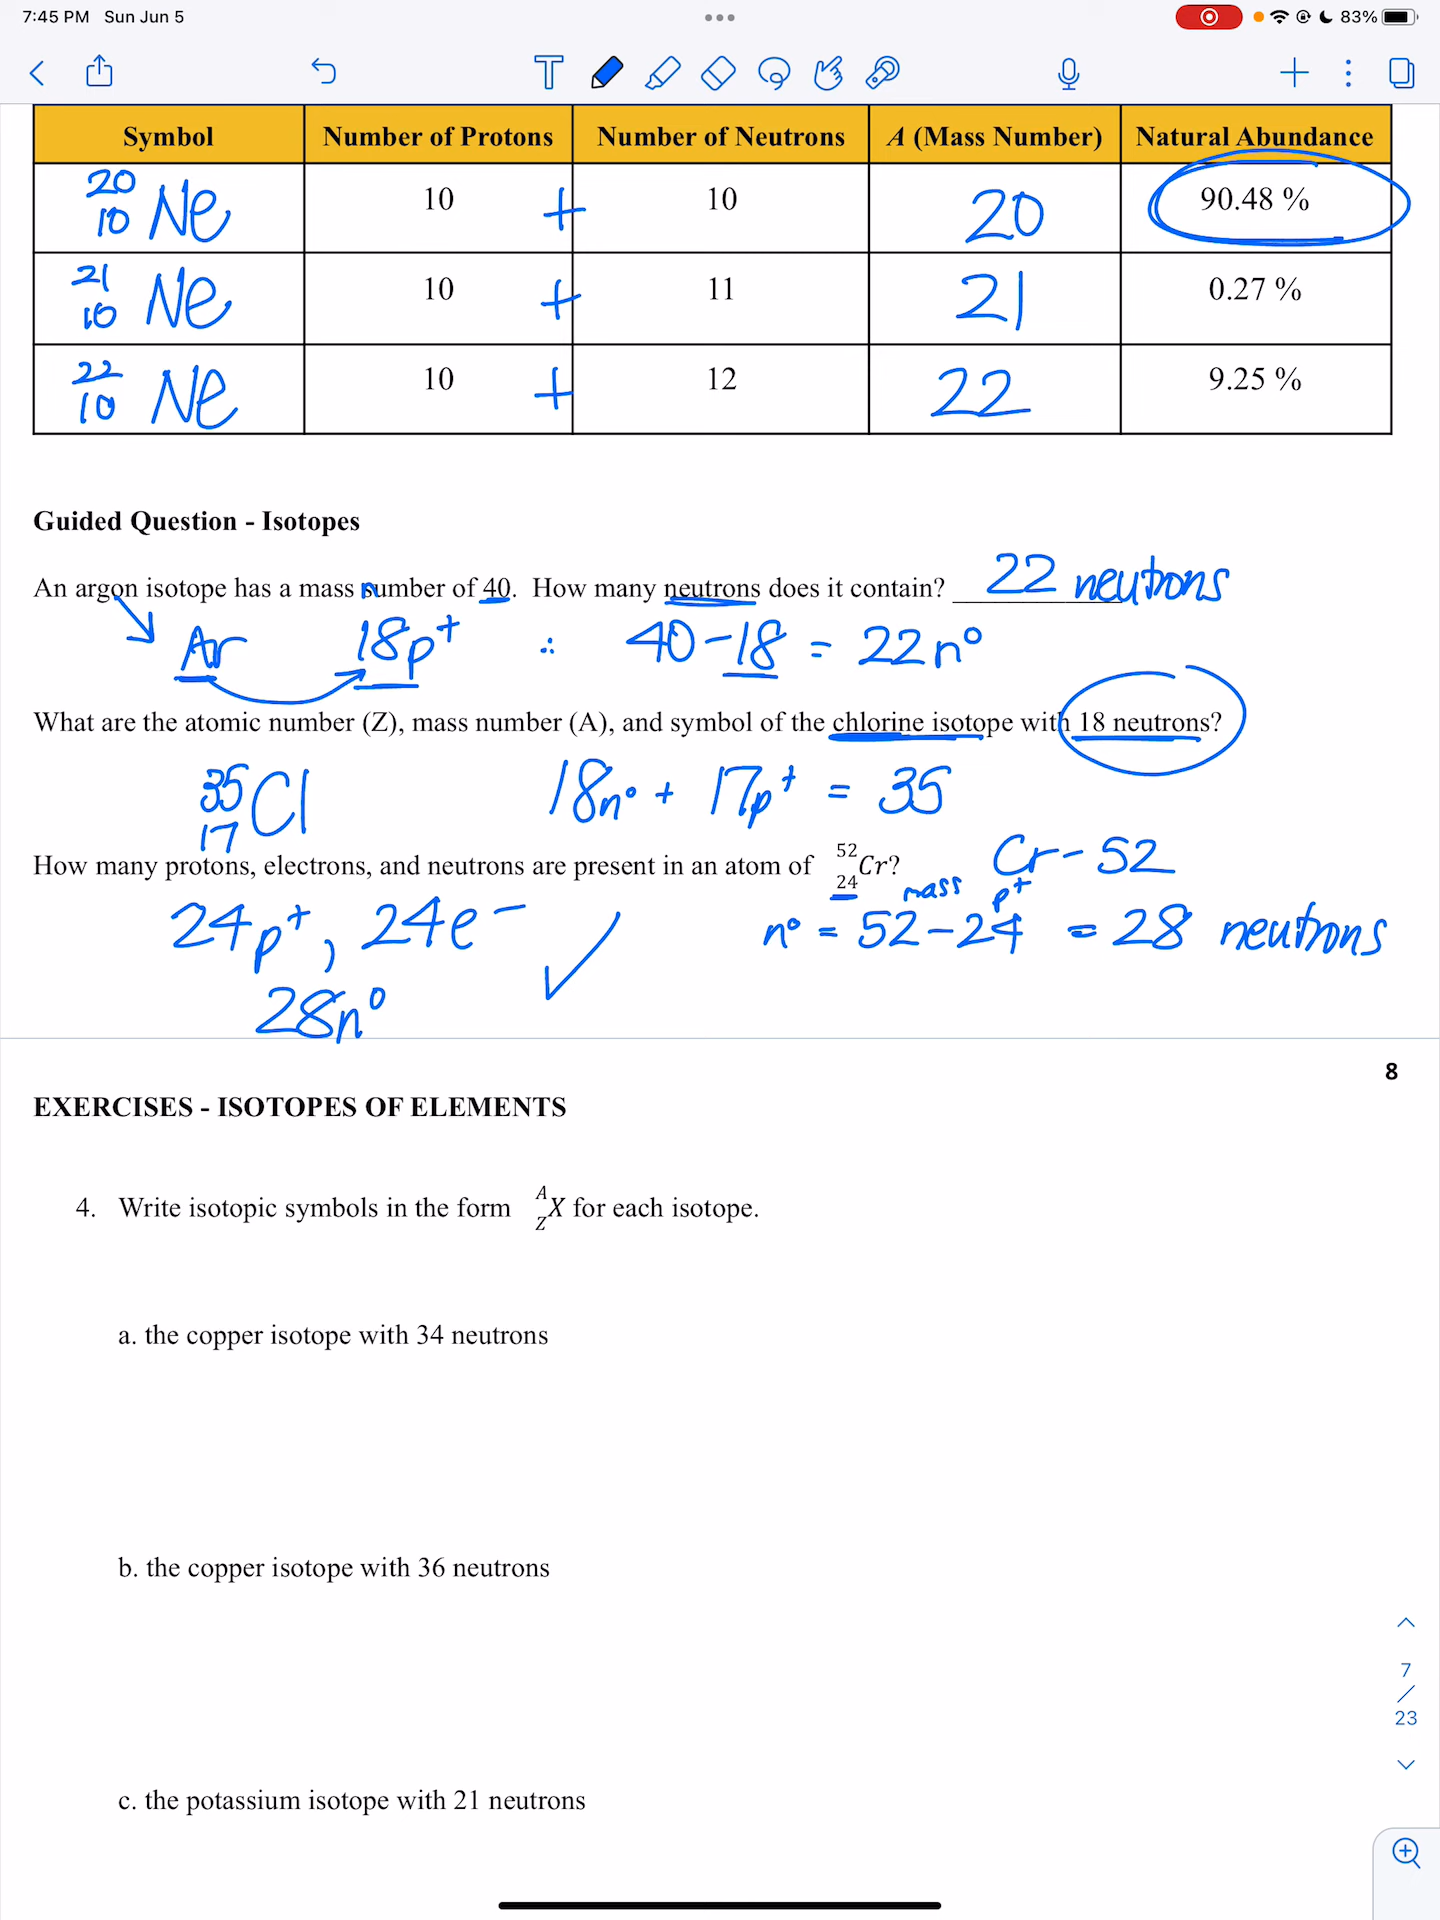 7:45 PM Sun Jun 5 83%
Symbol Number of Protons Number of Neutrons A (Mass Number) Natural Abundance
20 10 Ne 10 + 10 20 90.48 %
21 10 Ne 10 + 11 21 0.27 %
22 10 Ne 10 + 12 22 9.25 %
Guided Question - Isotopes
An argon isotope has a mass number of 40. How many neutrons does it contain? 22 neutrons
Ar 18p⁺ ∴ 40-18 = 22n⁰
What are the atomic number (Z), mass number (A), and symbol of the chlorine isotope with 18 neutrons?
35 17 Cl 18n⁰ + 17p⁺ = 35
How many protons, electrons, and neutrons are present in an atom of 52 24 Cr? Cr-52
mass p⁺
24p⁺, 24e⁻ n⁰ = 52-24 = 28 neutrons
28n⁰
8
EXERCISES - ISOTOPES OF ELEMENTS
4. Write isotopic symbols in the form A Z X for each isotope.
a. the copper isotope with 34 neutrons
b. the copper isotope with 36 neutrons
7
/
23
c. the potassium isotope with 21 neutrons